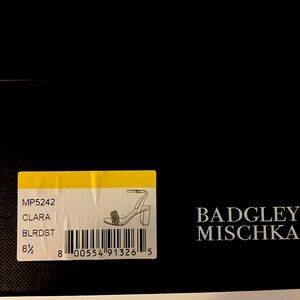 MP5242
CLARA
BLRDST
8½
8 00554 91326 5
BADGLEY
MISCHKA